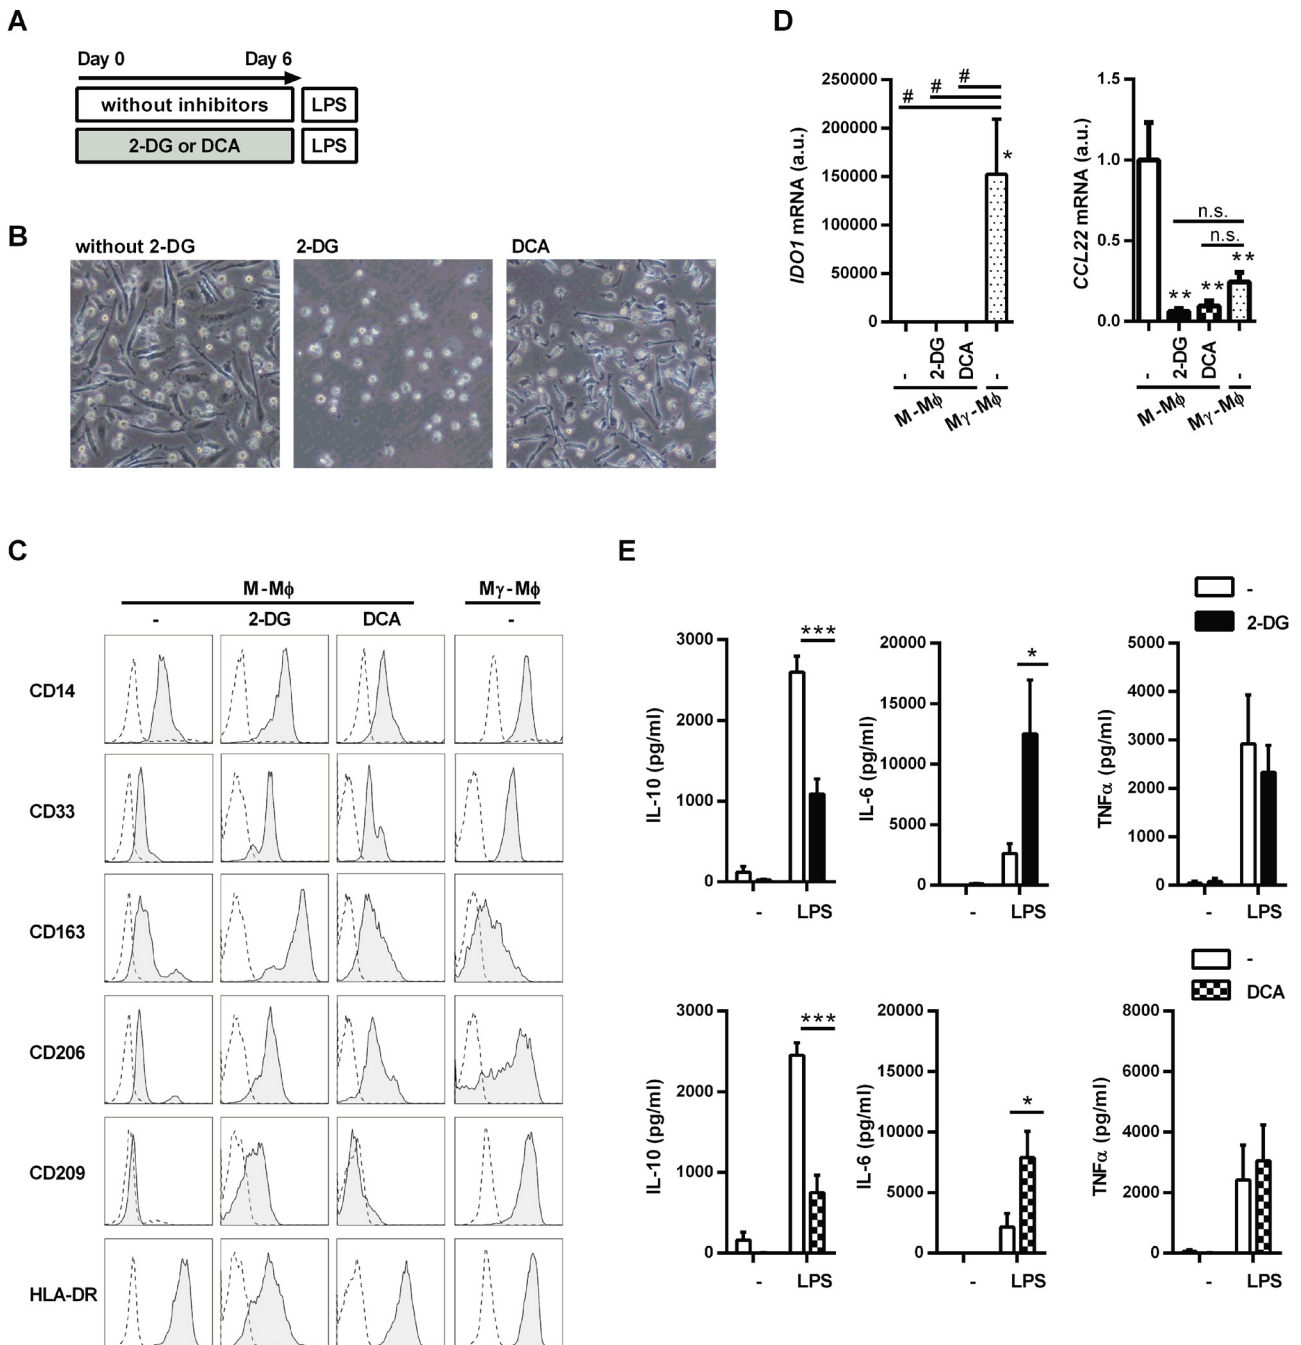 A
Day 0 Day 6
without inhibitors LPS
2-DG or DCA LPS
B
without 2-DG 2-DG DCA
C
M-Mϕ Mγ-Mϕ
- 2-DG DCA -
CD14
CD33
CD163
CD206
CD209
HLA-DR
D
IDO1 mRNA (a.u.)
250000
200000
150000
100000
50000
0
# # #
*
- 2-DG DCA -
M-Mϕ Mγ-Mϕ
CCL22 mRNA (a.u.)
1.5
1.0
0.5
0.0
n.s.
n.s.
** ** **
- 2-DG DCA -
M-Mϕ Mγ-Mϕ
E
-
2-DG
IL-10 (pg/ml)
3000
2000
1000
0
***
- LPS
IL-6 (pg/ml)
20000
15000
10000
5000
0
*
- LPS
TNFα (pg/ml)
5000
4000
3000
2000
1000
0
- LPS
-
DCA
IL-10 (pg/ml)
3000
2000
1000
0
***
- LPS
IL-6 (pg/ml)
20000
15000
10000
5000
0
*
- LPS
TNFα (pg/ml)
8000
6000
4000
2000
0
- LPS